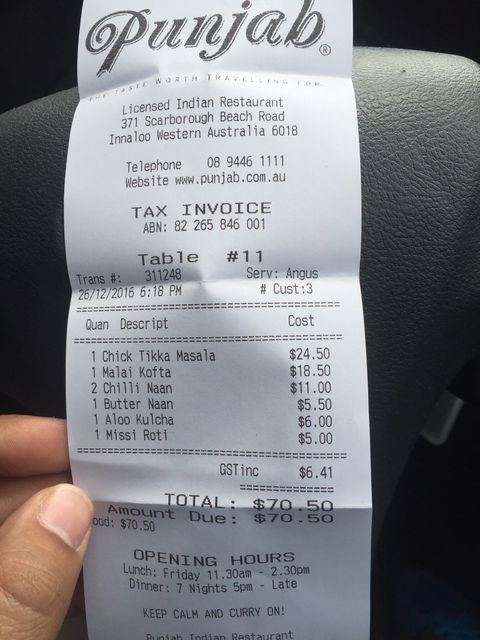 Punjab®
THE TASTE WORTH TRAVELLING FOR
Licensed Indian Restaurant
371 Scarborough Beach Road
Innaloo Western Australia 6018
Telephone 08 9446 1111
Website www.punjab.com.au
TAX INVOICE
ABN: 82 265 846 001
Table #11
Trans #: 311248 Serv: Angus
26/12/2016 6:18 PM # Cust:3
Quan Descript Cost
1 Chick Tikka Masala $24.50
1 Malai Kofta $18.50
2 Chilli Naan $11.00
1 Butter Naan $5.50
1 Aloo Kulcha $6.00
1 Missi Roti $5.00
GSTinc $6.41
TOTAL: $70.50
Amount Due: $70.50
ood: $70.50
OPENING HOURS
Lunch: Friday 11.30am - 2.30pm
Dinner: 7 Nights 5pm - Late
KEEP CALM AND CURRY ON!
Punjab Indian Restaurant